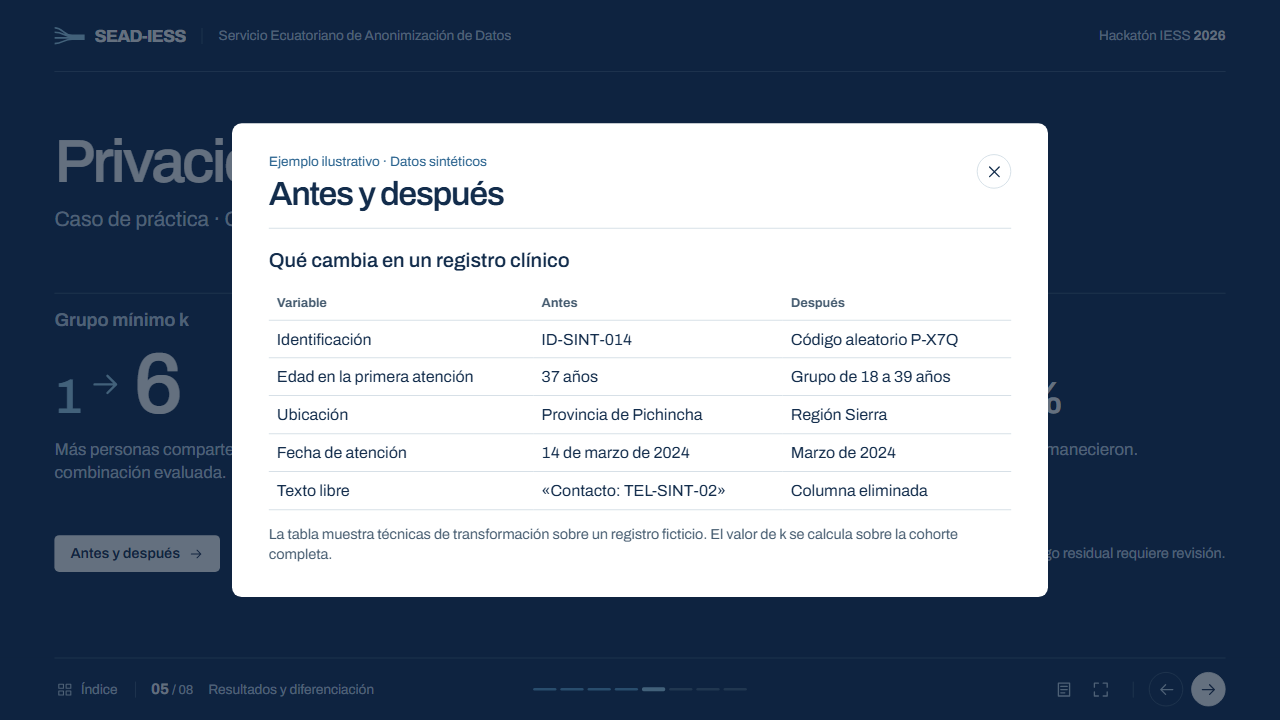 SEAD-IESS
Servicio Ecuatoriano de Anonimización de Datos
Hackatón IESS 2026
Caso de práctica ·
Ejemplo ilustrativo · Datos sintéticos
Antes y después
Qué cambia en un registro clínico
Variable Antes Después
Identificación ID-SINT-014 Código aleatorio P-X7Q
Edad en la primera atención 37 años Grupo de 18 a 39 años
Ubicación Provincia de Pichincha Región Sierra
Fecha de atención 14 de marzo de 2024 Marzo de 2024
Texto libre «Contacto: TEL-SINT-02» Columna eliminada
La tabla muestra técnicas de transformación sobre un registro ficticio. El valor de k se calcula sobre la cohorte
completa.
Grupo mínimo k
1 → 6
%
Más personas
combinación evaluada.
Antes y después →
residual requiere revisión.
Índice
05 / 08 Resultados y diferenciación